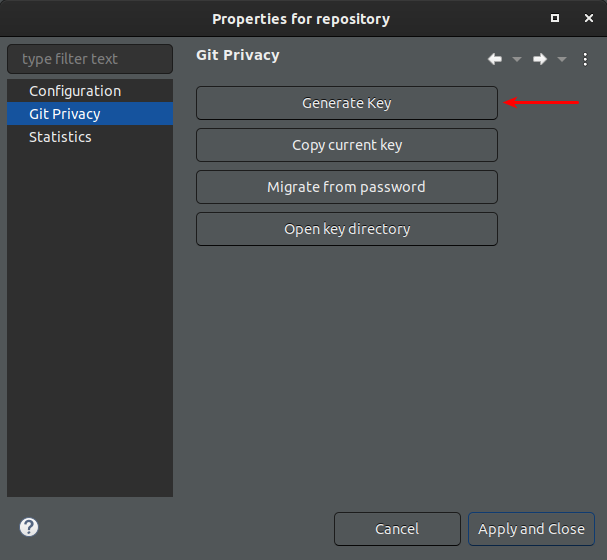 Properties for repository
type filter text
Configuration
Git Privacy
Statistics
Git Privacy
Generate Key
Copy current key
Migrate from password
Open key directory
?
Cancel
Apply and Close